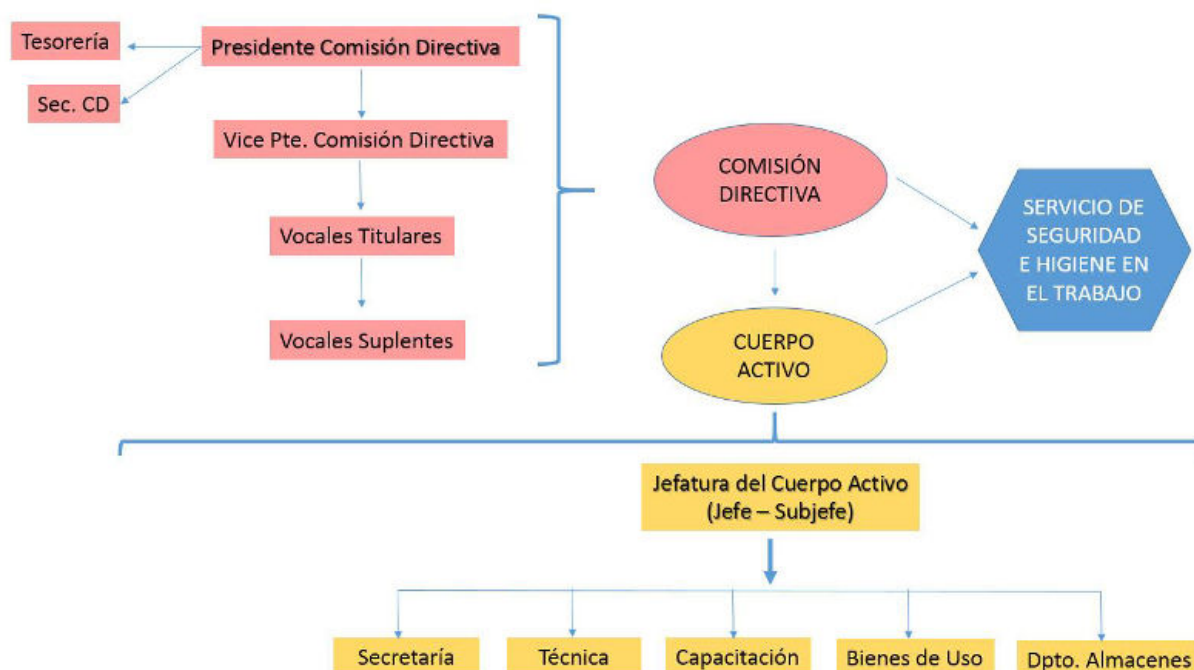 Tesorería
Presidente Comisión Directiva
Sec. CD
Vice Pte. Comisión Directiva
Vocales Titulares
Vocales Suplentes
COMISIÓN
DIRECTIVA
CUERPO
ACTIVO
SERVICIO DE
SEGURIDAD
E HIGIENE EN
EL TRABAJO
Jefatura del Cuerpo Activo
(Jefe – Subjefe)
Secretaría
Técnica
Capacitación
Bienes de Uso
Dpto. Almacenes